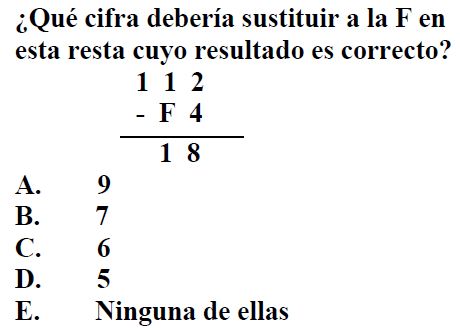 ¿Qué cifra debería sustituir a la F en
esta resta cuyo resultado es correcto?
1 1 2
- F 4
1 8
A. 9
B. 7
C. 6
D. 5
E. Ninguna de ellas